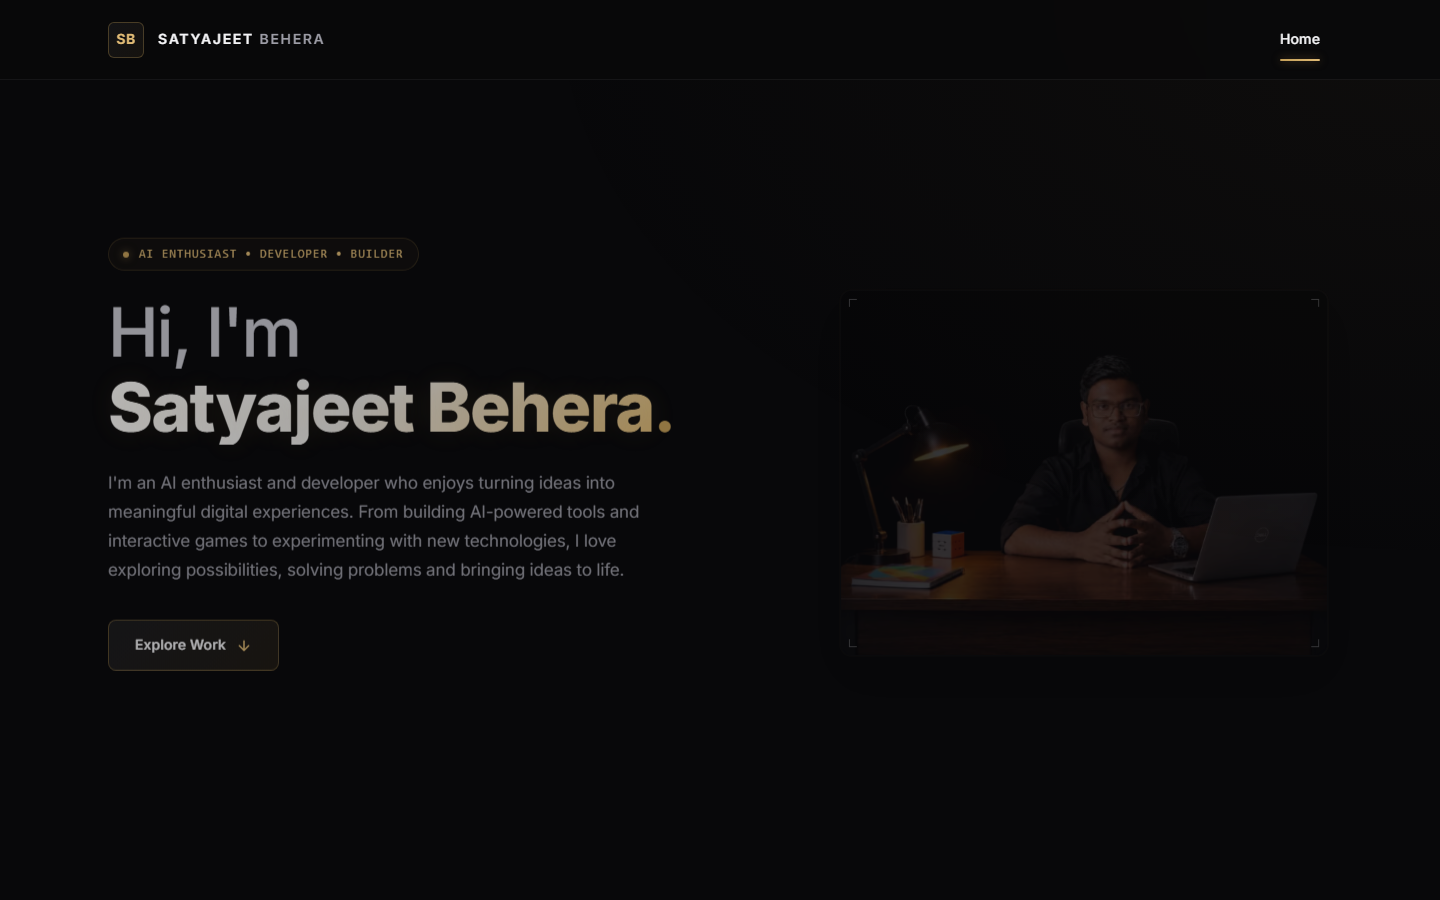 SB SATYAJEET BEHERA
Home
AI ENTHUSIAST • DEVELOPER • BUILDER
Hi, I'm
Satyajeet Behera.
I'm an AI enthusiast and developer who enjoys turning ideas into
meaningful digital experiences. From building AI-powered tools and
interactive games to experimenting with new technologies, I love
exploring possibilities, solving problems and bringing ideas to life.
Explore Work ↓